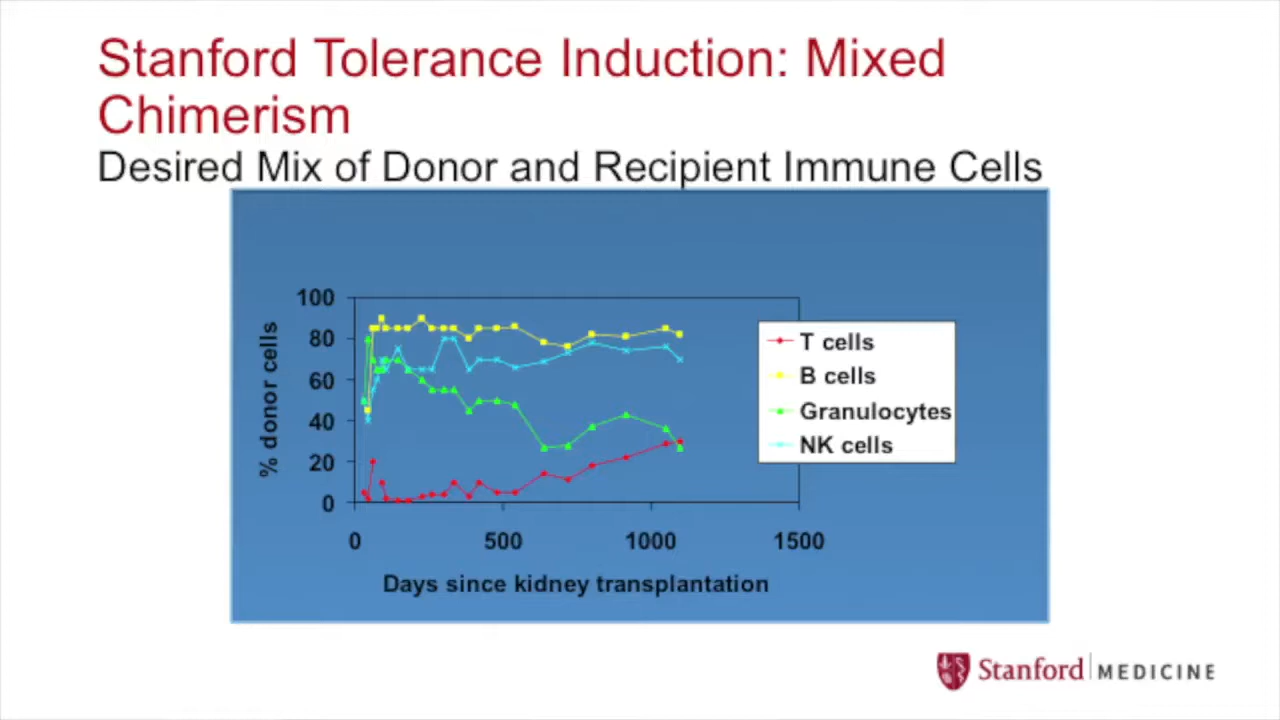 Stanford Tolerance Induction: Mixed
Chimerism
Desired Mix of Donor and Recipient Immune Cells
100
80
60
40
20
0
% donor cells
0 500 1000 1500
Days since kidney transplantation
T cells
B cells
Granulocytes
NK cells
Stanford MEDICINE